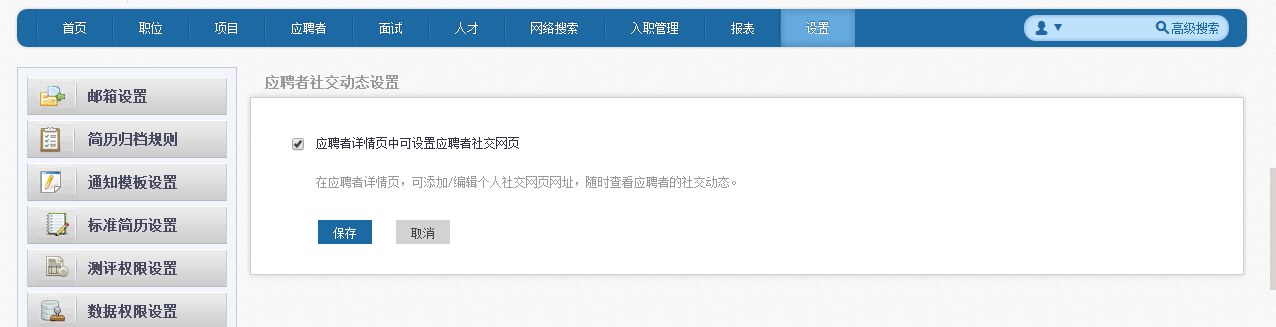 首页 职位 项目 应聘者 面试 人才 网络搜索 入职管理 报表 设置 高级搜索
邮箱设置
简历归档规则
通知模板设置
标准简历设置
测评权限设置
数据权限设置
应聘者社交动态设置
应聘者详情页中可设置应聘者社交网页
在应聘者详情页，可添加/编辑个人社交网页网址，随时查看应聘者的社交动态。
保存 取消